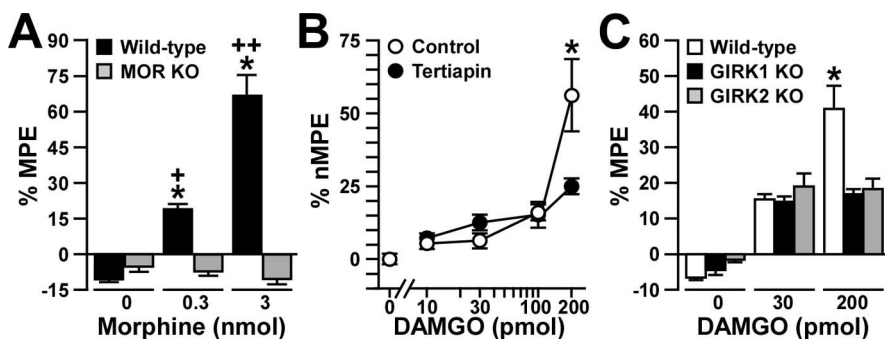 A
Wild-type
MOR KO
% MPE
90
75
60
45
30
15
0
-15
+
*
++
*
0 0.3 3
Morphine (nmol)
B
Control
Tertiapin
% nMPE
75
50
25
0
*
0 10 30 100 200
DAMGO (pmol)
C
Wild-type
GIRK1 KO
GIRK2 KO
% MPE
60
50
40
30
20
10
0
-10
*
0 30 200
DAMGO (pmol)